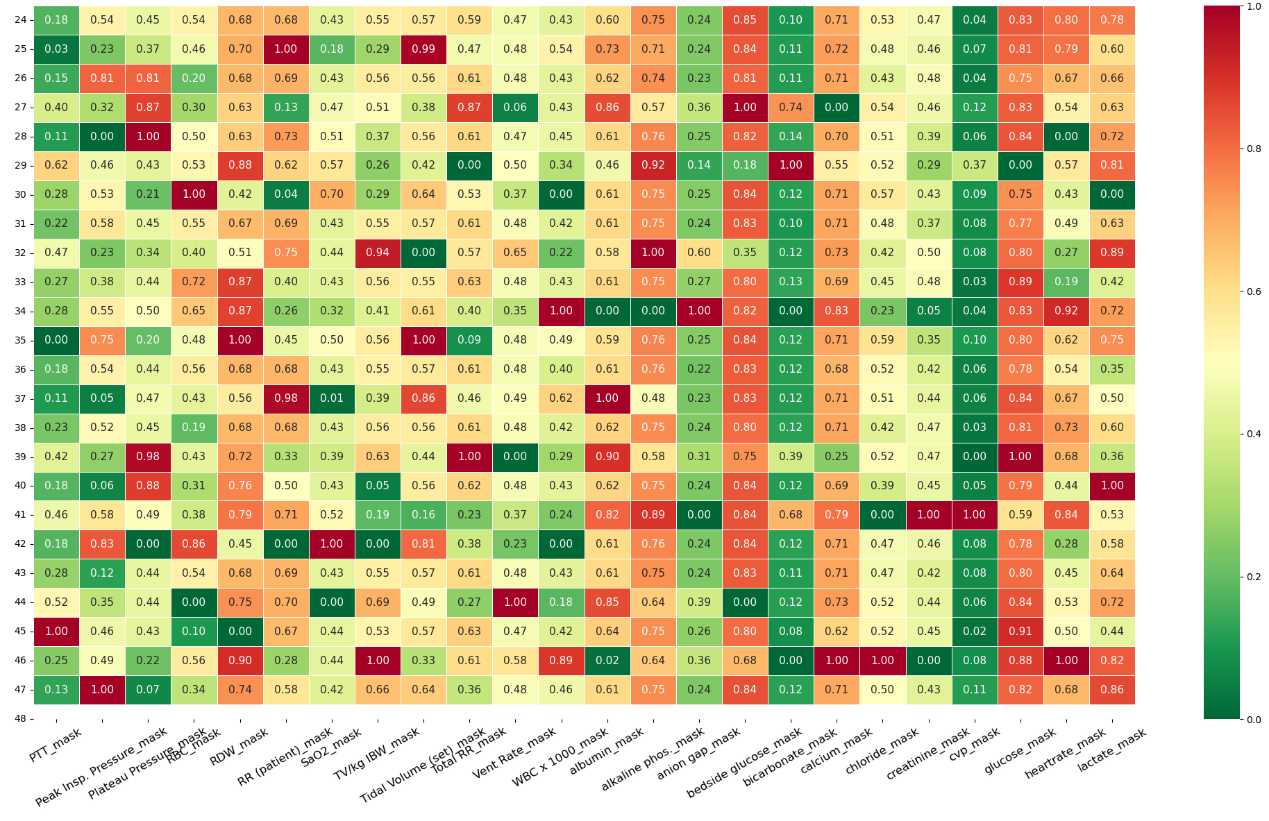 24 0.18 0.54 0.45 0.54 0.68 0.68 0.43 0.55 0.57 0.59 0.47 0.43 0.60 0.75 0.24 0.85 0.10 0.71 0.53 0.47 0.04 0.83 0.80 0.78
25 0.03 0.23 0.37 0.46 0.70 1.00 0.18 0.29 0.99 0.47 0.48 0.54 0.73 0.71 0.24 0.84 0.11 0.72 0.48 0.46 0.07 0.81 0.79 0.60
26 0.15 0.81 0.81 0.20 0.68 0.69 0.43 0.56 0.56 0.61 0.48 0.43 0.62 0.74 0.23 0.81 0.11 0.71 0.43 0.48 0.04 0.75 0.67 0.66
27 0.40 0.32 0.87 0.30 0.63 0.13 0.47 0.51 0.38 0.87 0.06 0.43 0.86 0.57 0.36 1.00 0.74 0.00 0.54 0.46 0.12 0.83 0.54 0.63
28 0.11 0.00 1.00 0.50 0.63 0.73 0.51 0.37 0.56 0.61 0.47 0.45 0.61 0.76 0.25 0.82 0.14 0.70 0.51 0.39 0.06 0.84 0.00 0.72
29 0.62 0.46 0.43 0.53 0.88 0.62 0.57 0.26 0.42 0.00 0.50 0.34 0.46 0.92 0.14 0.18 1.00 0.55 0.52 0.29 0.37 0.00 0.57 0.81
30 0.28 0.53 0.21 1.00 0.42 0.04 0.70 0.29 0.64 0.53 0.37 0.00 0.61 0.75 0.25 0.84 0.12 0.71 0.57 0.43 0.09 0.75 0.43 0.00
31 0.22 0.58 0.45 0.55 0.67 0.69 0.43 0.55 0.57 0.61 0.48 0.42 0.61 0.75 0.24 0.83 0.10 0.71 0.48 0.37 0.08 0.77 0.49 0.63
32 0.47 0.23 0.34 0.40 0.51 0.75 0.44 0.94 0.00 0.57 0.65 0.22 0.58 1.00 0.60 0.35 0.12 0.73 0.42 0.50 0.08 0.80 0.27 0.89
33 0.27 0.38 0.44 0.72 0.87 0.40 0.43 0.56 0.55 0.63 0.48 0.44 0.63 0.75 0.27 0.80 0.13 0.69 0.45 0.48 0.03 0.89 0.19 0.42
34 0.28 0.55 0.50 0.65 0.87 0.26 0.32 0.41 0.61 0.40 0.35 1.00 0.00 0.00 1.00 0.82 0.00 0.83 0.23 0.05 0.04 0.83 0.92 0.72
35 0.00 0.75 0.20 0.48 1.00 0.45 0.50 0.56 1.00 0.09 0.48 0.49 0.59 0.76 0.25 0.84 0.12 0.71 0.59 0.35 0.10 0.80 0.62 0.75
36 0.18 0.54 0.44 0.56 0.68 0.68 0.43 0.55 0.57 0.61 0.48 0.40 0.61 0.76 0.22 0.83 0.12 0.68 0.52 0.42 0.06 0.78 0.54 0.35
37 0.11 0.05 0.47 0.43 0.56 0.98 0.01 0.39 0.86 0.46 0.49 0.62 1.00 0.48 0.23 0.83 0.12 0.71 0.51 0.44 0.06 0.84 0.67 0.50
38 0.23 0.52 0.45 0.19 0.68 0.68 0.43 0.56 0.56 0.61 0.48 0.44 0.62 0.75 0.24 0.80 0.12 0.71 0.42 0.47 0.03 0.81 0.73 0.60
39 0.42 0.27 0.98 0.43 0.72 0.33 0.39 0.63 0.44 1.00 0.00 0.29 0.90 0.58 0.31 0.75 0.39 0.25 0.52 0.47 0.00 1.00 0.68 0.36
40 0.18 0.06 0.88 0.31 0.76 0.50 0.43 0.05 0.56 0.62 0.48 0.43 0.62 0.75 0.24 0.84 0.12 0.69 0.39 0.45 0.05 0.79 0.44 1.00
41 0.46 0.58 0.49 0.38 0.79 0.71 0.52 0.19 0.16 0.23 0.37 0.24 0.82 0.89 0.00 0.84 0.68 0.79 0.00 1.00 1.00 0.59 0.84 0.53
42 0.18 0.83 0.00 0.86 0.45 0.00 1.00 0.00 0.81 0.38 0.23 0.00 0.61 0.76 0.24 0.84 0.12 0.71 0.47 0.46 0.08 0.78 0.28 0.58
43 0.28 0.12 0.44 0.54 0.68 0.69 0.43 0.55 0.57 0.61 0.48 0.43 0.61 0.75 0.24 0.83 0.11 0.71 0.47 0.42 0.08 0.80 0.45 0.64
44 0.52 0.35 0.44 0.00 0.75 0.70 0.00 0.69 0.49 0.27 1.00 0.18 0.85 0.64 0.39 0.00 0.12 0.73 0.52 0.44 0.06 0.84 0.53 0.72
45 1.00 0.46 0.43 0.10 0.00 0.67 0.44 0.53 0.57 0.63 0.47 0.42 0.64 0.75 0.26 0.80 0.08 0.62 0.52 0.45 0.02 0.91 0.50 0.44
46 0.25 0.49 0.22 0.56 0.90 0.28 0.44 1.00 0.33 0.61 0.58 0.89 0.02 0.64 0.36 0.68 0.00 1.00 1.00 0.00 0.08 0.88 1.00 0.82
47 0.13 1.00 0.07 0.34 0.74 0.58 0.42 0.66 0.64 0.36 0.48 0.46 0.61 0.75 0.24 0.84 0.12 0.71 0.50 0.43 0.11 0.82 0.68 0.86
48
PTT_mask
Peak Insp. Pressure_mask
Plateau Pressure_mask
RBC_mask
RDW_mask
RR (patient)_mask
SaO2_mask
TV/kg IBW_mask
Tidal Volume (set)_mask
Total RR_mask
Vent Rate_mask
WBC x 1000_mask
albumin_mask
alkaline phos._mask
anion gap_mask
bedside glucose_mask
bicarbonate_mask
calcium_mask
chloride_mask
creatinine_mask
cvp_mask
glucose_mask
heartrate_mask
lactate_mask
1.0
0.8
0.6
0.4
0.2
0.0